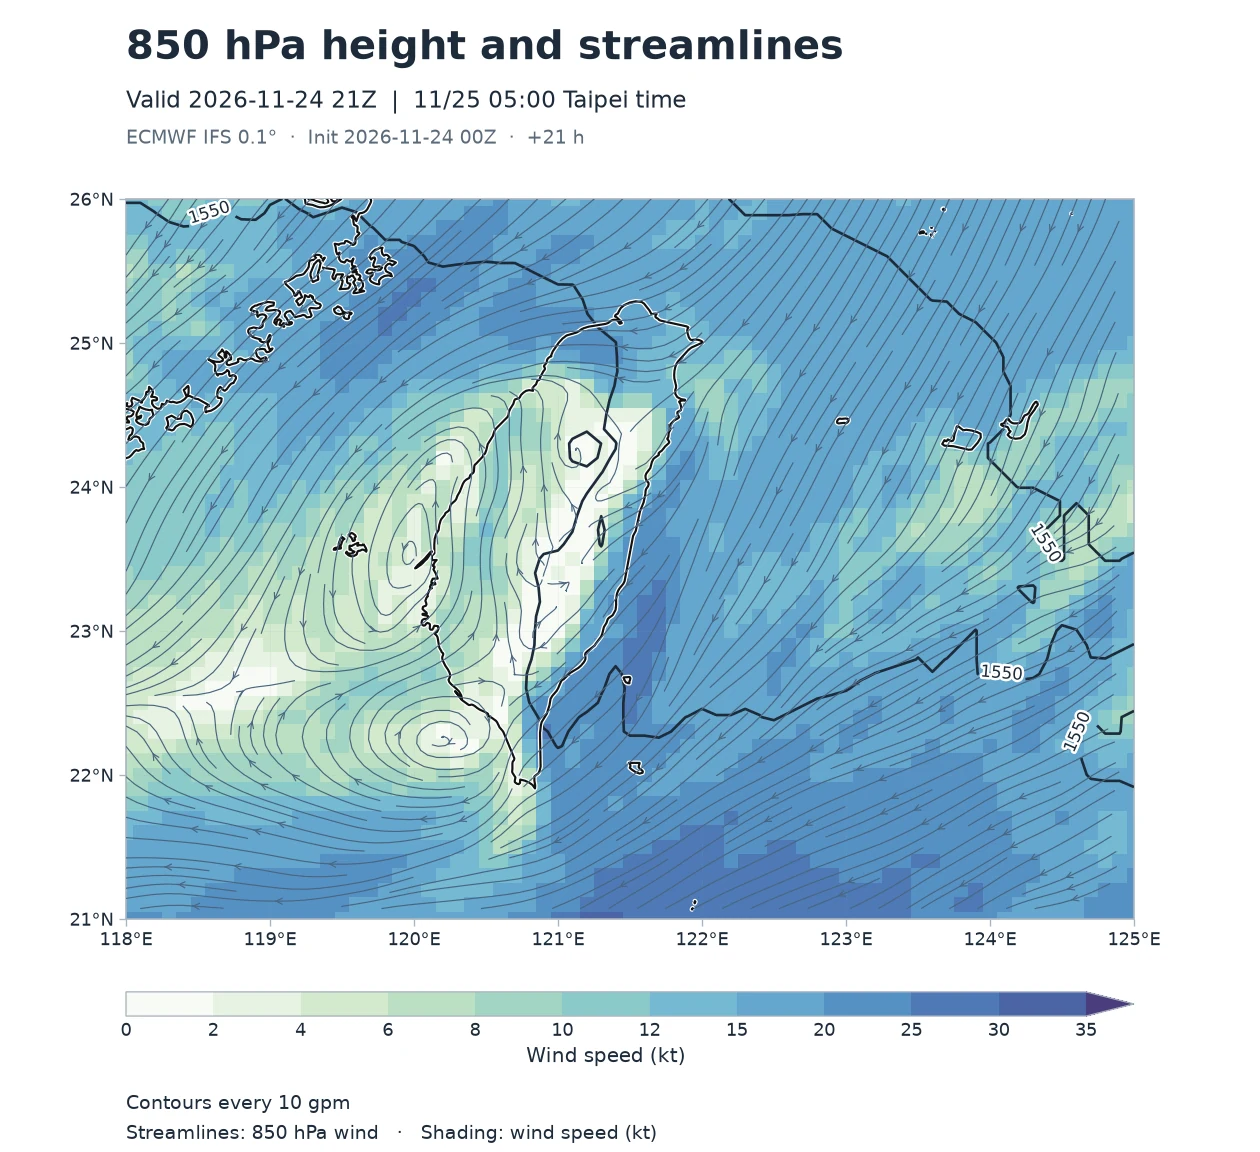 850 hPa height and streamlines
Valid 2026-11-24 21Z | 11/25 05:00 Taipei time
ECMWF IFS 0.1° · Init 2026-11-24 00Z · +21 h
26°N
1550
25°N
24°N
1550
23°N
1550
1550
22°N
21°N
118°E 119°E 120°E 121°E 122°E 123°E 124°E 125°E
0 2 4 6 8 10 12 15 20 25 30 35
Wind speed (kt)
Contours every 10 gpm
Streamlines: 850 hPa wind · Shading: wind speed (kt)